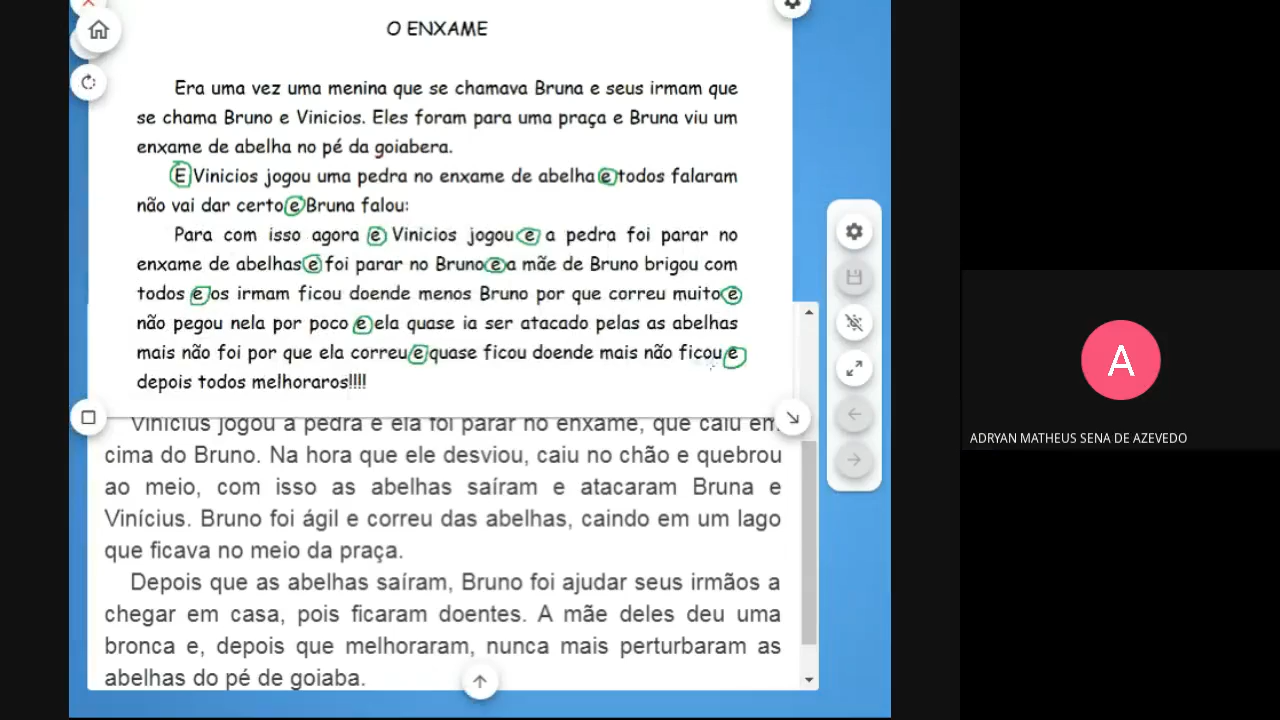 O ENXAME
Era uma vez uma menina que se chamava Bruna e seus irmam que
se chama Bruno e Vinicios. Eles foram para uma praça e Bruna viu um
enxame de abelha no pé da goiabera.
E Vinicios jogou uma pedra no enxame de abelha e todos falaram
não vai dar certo e Bruna falou:
Para com isso agora e Vinicios jogou e a pedra foi parar no
enxame de abelhas e foi parar no Bruno e a mãe de Bruno brigou com
todos e os irmam ficou doende menos Bruno por que correu muito e
não pegou nela por poco e ela quase ia ser atacado pelas as abelhas
mais não foi por que ela correu e quase ficou doende mais não ficou e
depois todos melhoraros!!!!
Vinícius jogou a pedra e ela foi parar no enxame, que caiu em
cima do Bruno. Na hora que ele desviou, caiu no chão e quebrou
ao meio, com isso as abelhas saíram e atacaram Bruna e
Vinícius. Bruno foi ágil e correu das abelhas, caindo em um lago
que ficava no meio da praça.
Depois que as abelhas saíram, Bruno foi ajudar seus irmãos a
chegar em casa, pois ficaram doentes. A mãe deles deu uma
bronca e, depois que melhoraram, nunca mais perturbaram as
abelhas do pé de goiaba.
A
ADRYAN MATHEUS SENA DE AZEVEDO